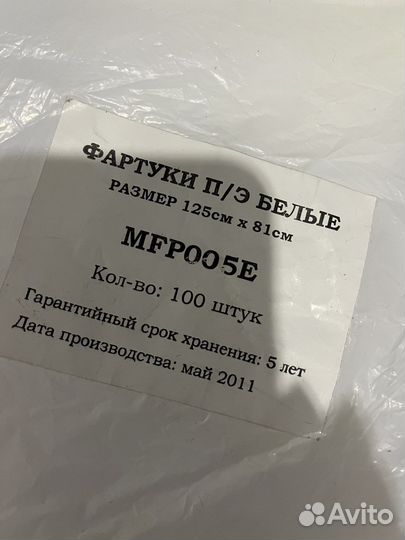 ФАРТУКИ П/Э БЕЛЫЕ
РАЗМЕР 125см х 81см
MFP005E
Кол-во: 100 штук
Гарантийный срок хранения: 5 лет
Дата производства: май 2011
Avito